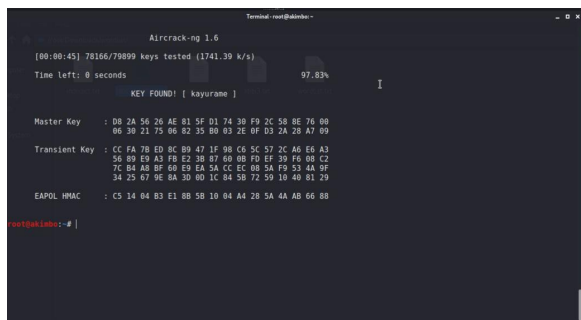 Terminal - root@akimbo: ~
Aircrack-ng 1.6
[00:00:45] 78166/79899 keys tested (1741.39 k/s)
Time left: 0 seconds 97.83%
KEY FOUND! [ kayurame ]
Master Key : D8 2A 56 26 AE 81 5F D1 74 30 F9 2C 58 8E 76 00
06 30 21 75 06 82 35 B0 03 2E 0F D3 2A 28 A7 09
Transient Key : CC FA 7B ED 8C B9 47 1F 98 C6 5C 57 2C A6 E6 A3
56 89 E9 A3 FB E2 3B 87 60 0B FD EF 39 F6 08 C2
7C B4 A8 BF 60 E9 EA 5A CC EC 08 5A F9 53 4A 9F
34 25 67 9E 8A 3D 0D 1C 84 5B 72 59 10 40 81 29
EAPOL HMAC : C5 14 04 B3 E1 8B 5B 10 04 A4 28 5A 4A AB 66 88
root@akimbo:~#